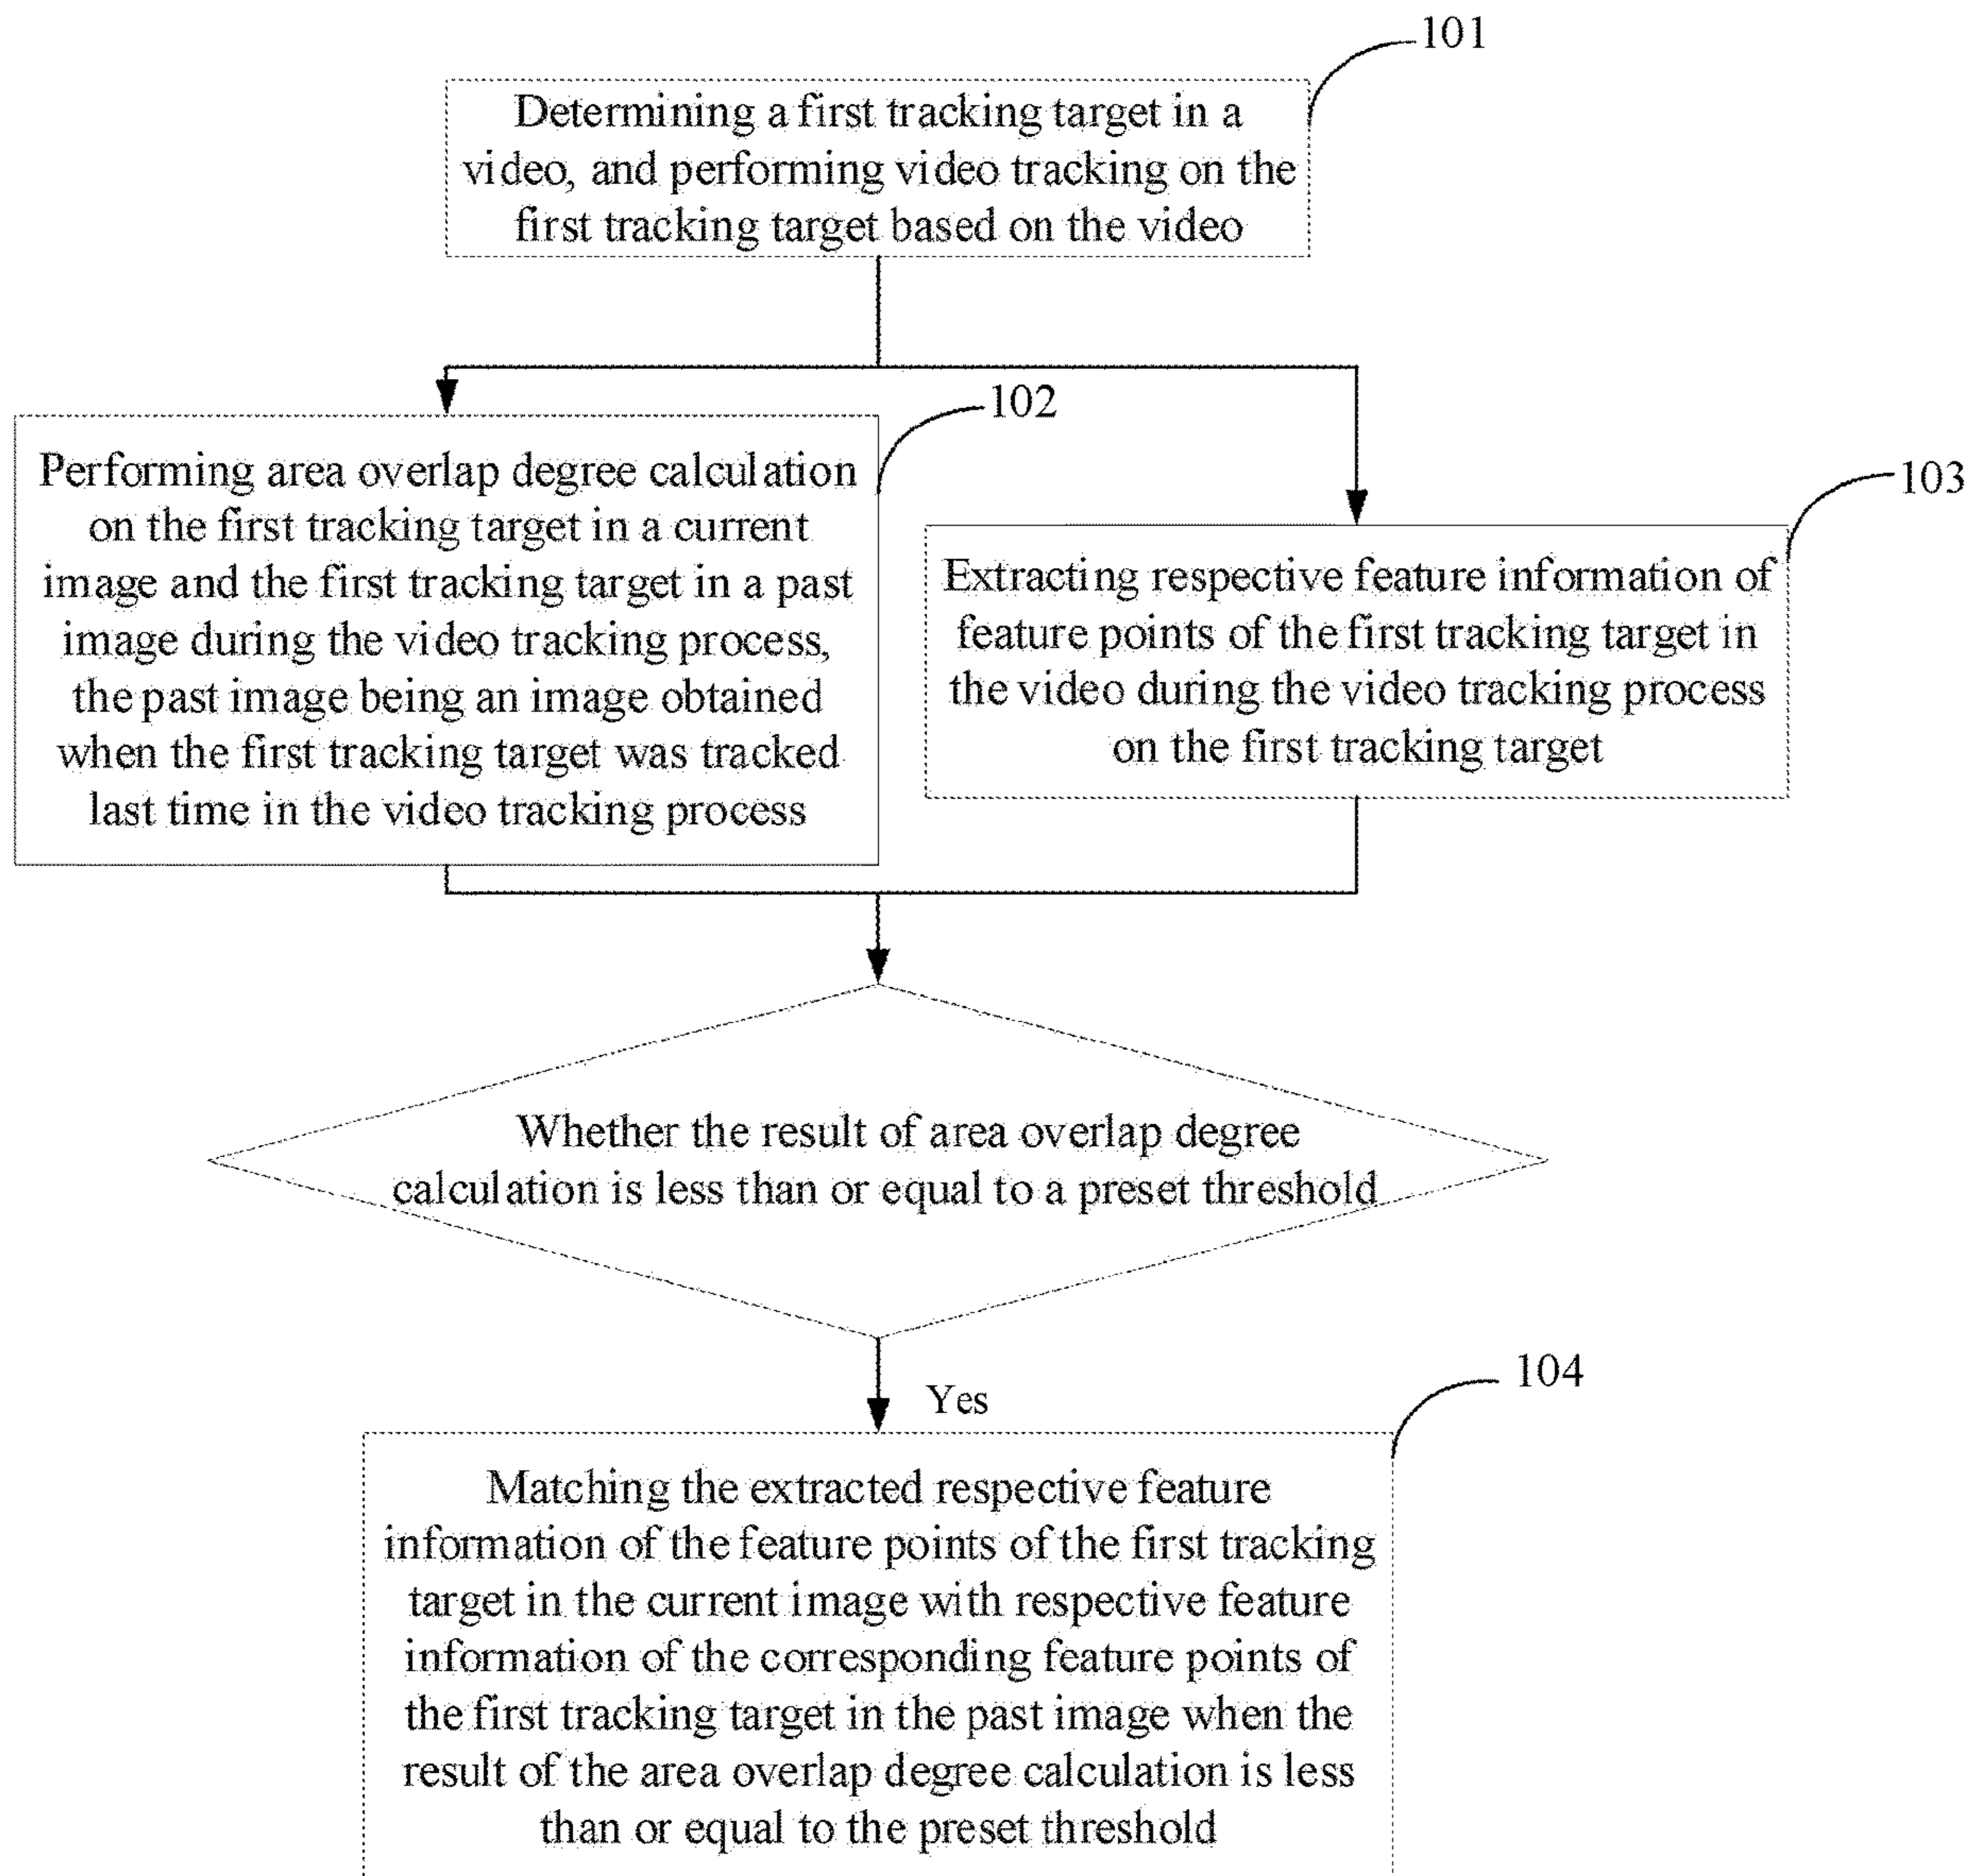 101
Determining a first tracking target in a
video, and performing video tracking on the
first tracking target based on the video
102
Performing area overlap degree calculation
on the first tracking target in a current
image and the first tracking target in a past
image during the video tracking process,
the past image being an image obtained
when the first tracking target was tracked
last time in the video tracking process
103
Extracting respective feature information of
feature points of the first tracking target in
the video during the video tracking process
on the first tracking target
Whether the result of area overlap degree
calculation is less than or equal to a preset threshold
Yes
104
Matching the extracted respective feature
information of the feature points of the first tracking
target in the current image with respective feature
information of the corresponding feature points of
the first tracking target in the past image when the
result of the area overlap degree calculation is less
than or equal to the preset threshold